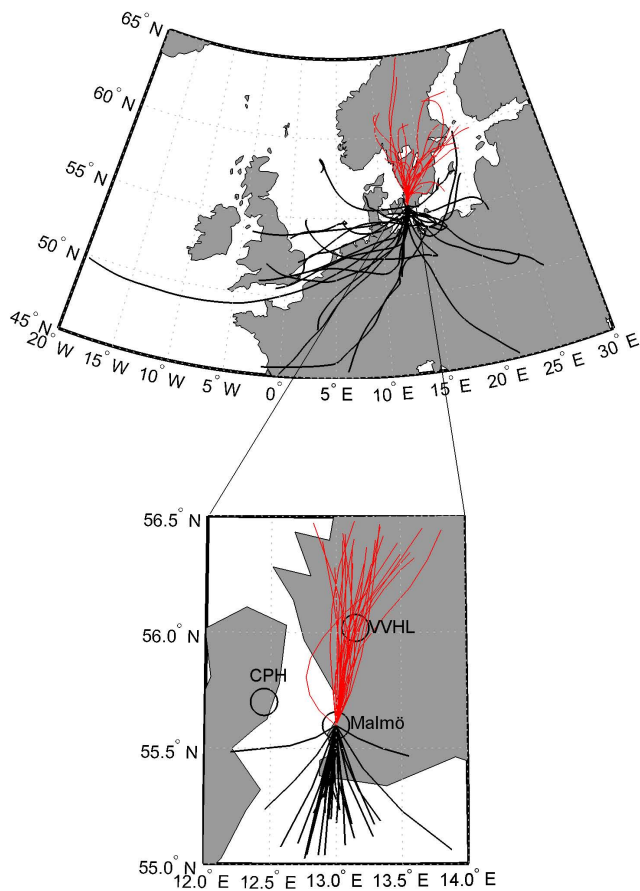 65° N
60° N
55° N
50° N
45° N
20° W
15° W
10° W
5° W
0°
5° E
10° E
15° E
20° E
25° E
30° E
56.5° N
56.0° N
55.5° N
55.0° N
VVHL
CPH
Malmö
12.0° E
12.5° E
13.0° E
13.5° E
14.0° E